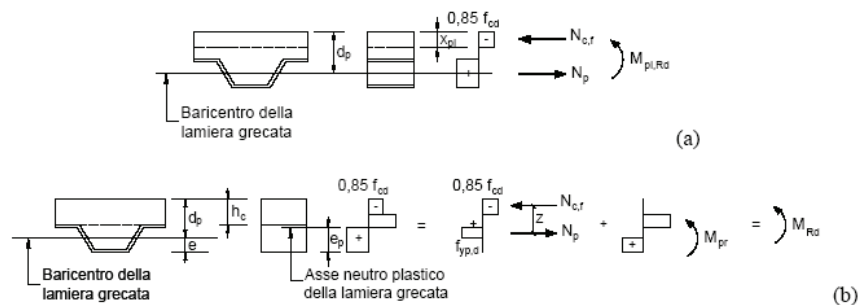 0,85 f_cd
d_p
x_pl
-
+
N_c,f
N_p
M_pl,Rd
Baricentro della
lamiera grecata
(a)
0,85 f_cd
0,85 f_cd
d_p
h_c
e
e_p
-
+
=
-
+
f_yp,d
z
N_c,f
N_p
+
+
M_pr
=
M_Rd
Baricentro della
lamiera grecata
Asse neutro plastico
della lamiera grecata
(b)